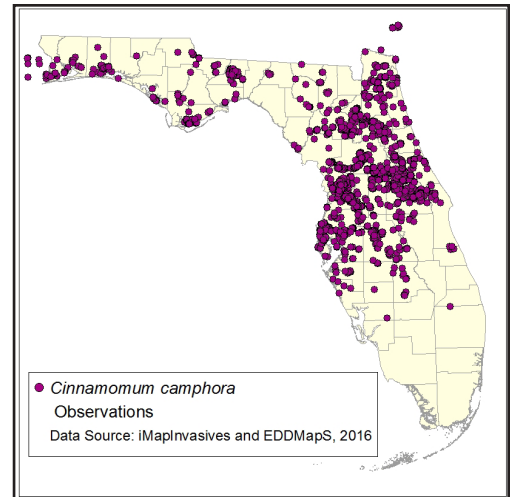 Cinnamomum camphora
Observations
Data Source: iMapInvasives and EDDMapS, 2016